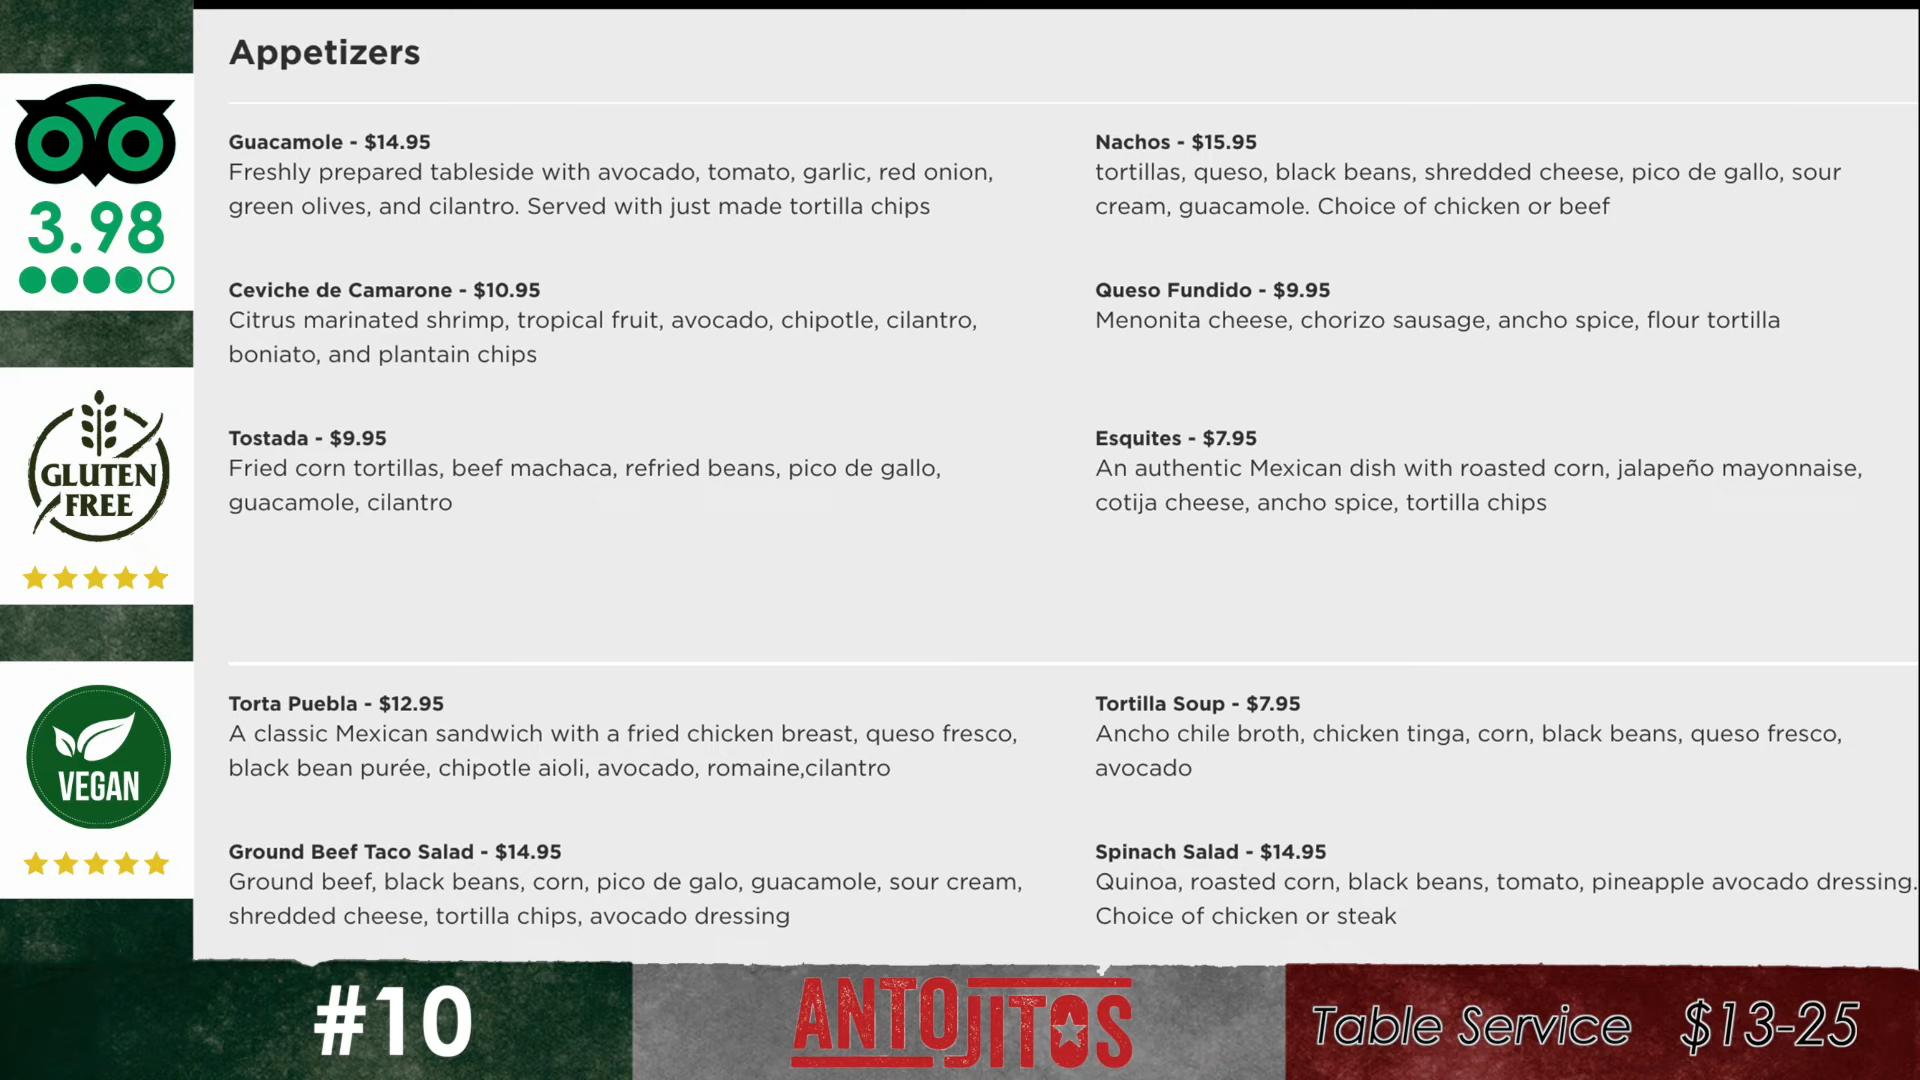 Appetizers
3.98
GLUTEN
FREE
VEGAN
Guacamole - $14.95
Freshly prepared tableside with avocado, tomato, garlic, red onion,
green olives, and cilantro. Served with just made tortilla chips
Nachos - $15.95
tortillas, queso, black beans, shredded cheese, pico de gallo, sour
cream, guacamole. Choice of chicken or beef
Ceviche de Camarone - $10.95
Citrus marinated shrimp, tropical fruit, avocado, chipotle, cilantro,
boniato, and plantain chips
Queso Fundido - $9.95
Menonita cheese, chorizo sausage, ancho spice, flour tortilla
Tostada - $9.95
Fried corn tortillas, beef machaca, refried beans, pico de gallo,
guacamole, cilantro
Esquites - $7.95
An authentic Mexican dish with roasted corn, jalapeño mayonnaise,
cotija cheese, ancho spice, tortilla chips
Torta Puebla - $12.95
A classic Mexican sandwich with a fried chicken breast, queso fresco,
black bean purée, chipotle aioli, avocado, romaine,cilantro
Tortilla Soup - $7.95
Ancho chile broth, chicken tinga, corn, black beans, queso fresco,
avocado
Ground Beef Taco Salad - $14.95
Ground beef, black beans, corn, pico de galo, guacamole, sour cream,
shredded cheese, tortilla chips, avocado dressing
Spinach Salad - $14.95
Quinoa, roasted corn, black beans, tomato, pineapple avocado dressing.
Choice of chicken or steak
#10
ANTOJITOS
Table Service $13-25